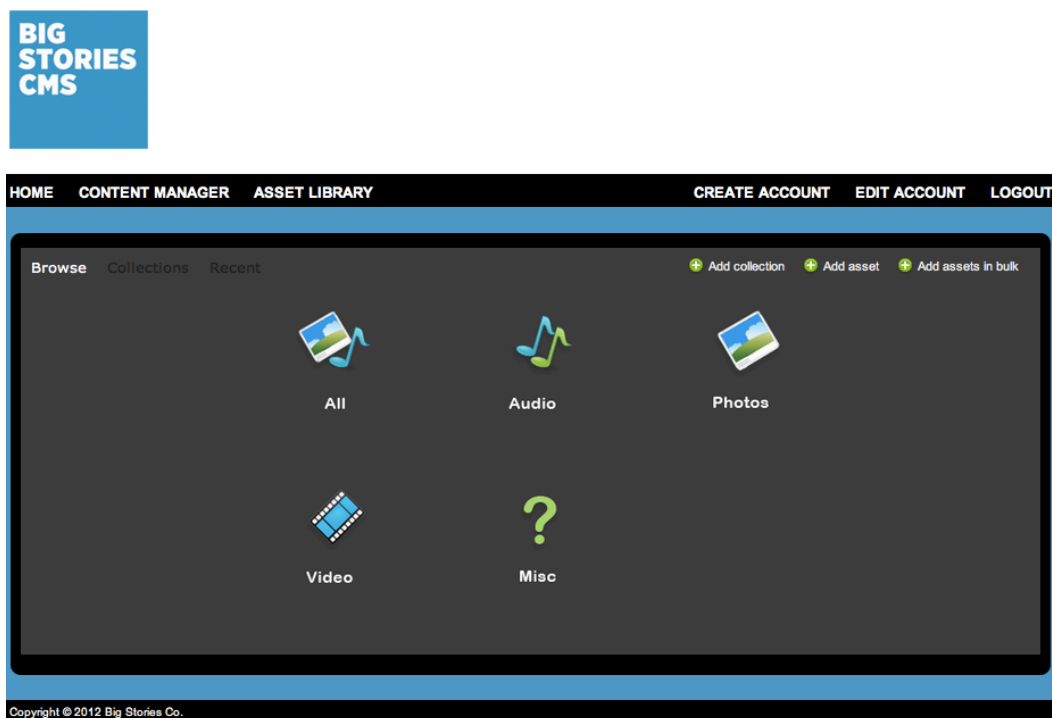 BIG
STORIES
CMS
HOME CONTENT MANAGER ASSET LIBRARY CREATE ACCOUNT EDIT ACCOUNT LOGOUT
Browse Collections Recent Add collection Add asset Add assets in bulk
All Audio Photos
Video Misc
Copyright © 2012 Big Stories Co.